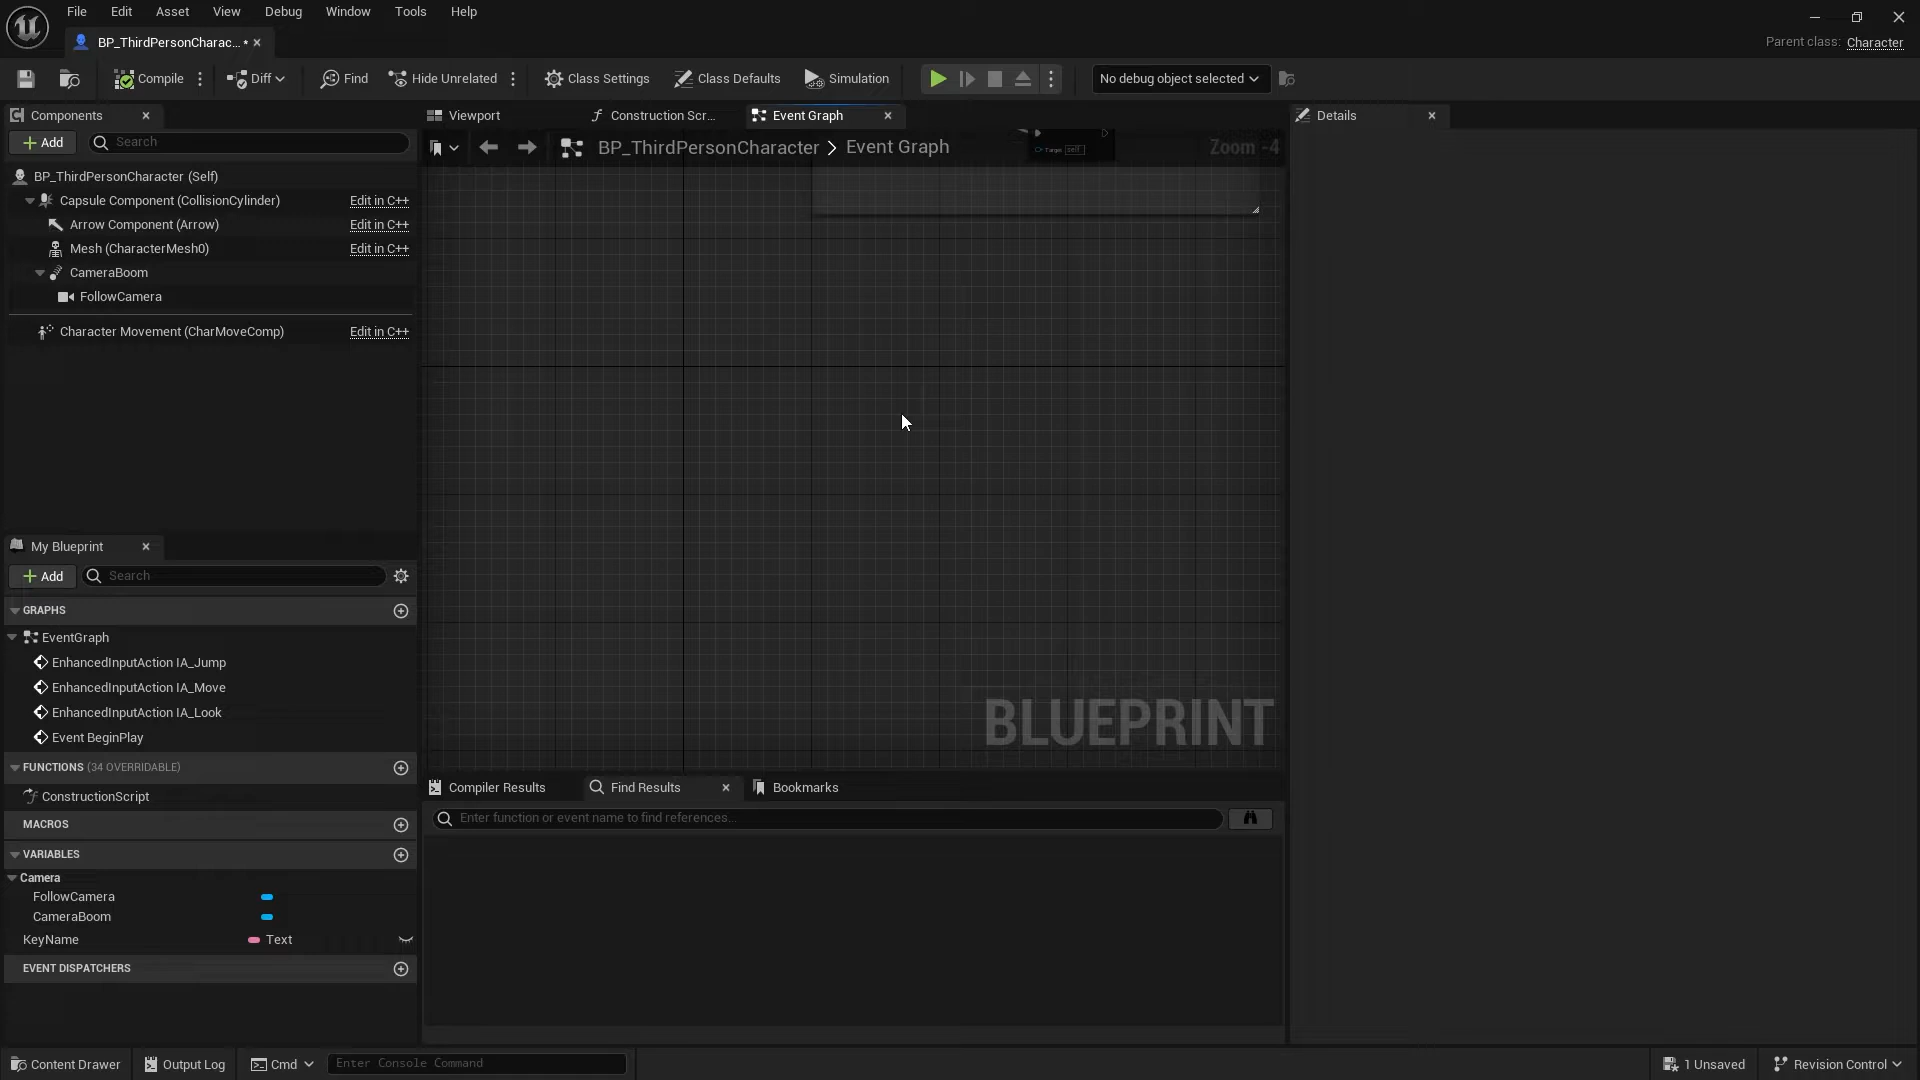 File Edit Asset View Debug Window Tools Help
BP_ThirdPersonCharac... •
Parent class: Character
Compile Diff Find Hide Unrelated Class Settings Class Defaults Simulation No debug object selected
Components
Viewport Construction Scr... Event Graph Details
Add Search
BP_ThirdPersonCharacter > Event Graph
Target self
Zoom -4
BP_ThirdPersonCharacter (Self)
Capsule Component (CollisionCylinder) Edit in C++
Arrow Component (Arrow) Edit in C++
Mesh (CharacterMesh0) Edit in C++
CameraBoom
FollowCamera
Character Movement (CharMoveComp) Edit in C++
My Blueprint
Add Search
GRAPHS
EventGraph
EnhancedInputAction IA_Jump
EnhancedInputAction IA_Move
EnhancedInputAction IA_Look
Event BeginPlay
FUNCTIONS (34 OVERRIDABLE)
ConstructionScript
MACROS
VARIABLES
Camera
FollowCamera
CameraBoom
KeyName Text
EVENT DISPATCHERS
BLUEPRINT
Compiler Results Find Results Bookmarks
Enter function or event name to find references...
Content Drawer Output Log Cmd Enter Console Command 1 Unsaved Revision Control